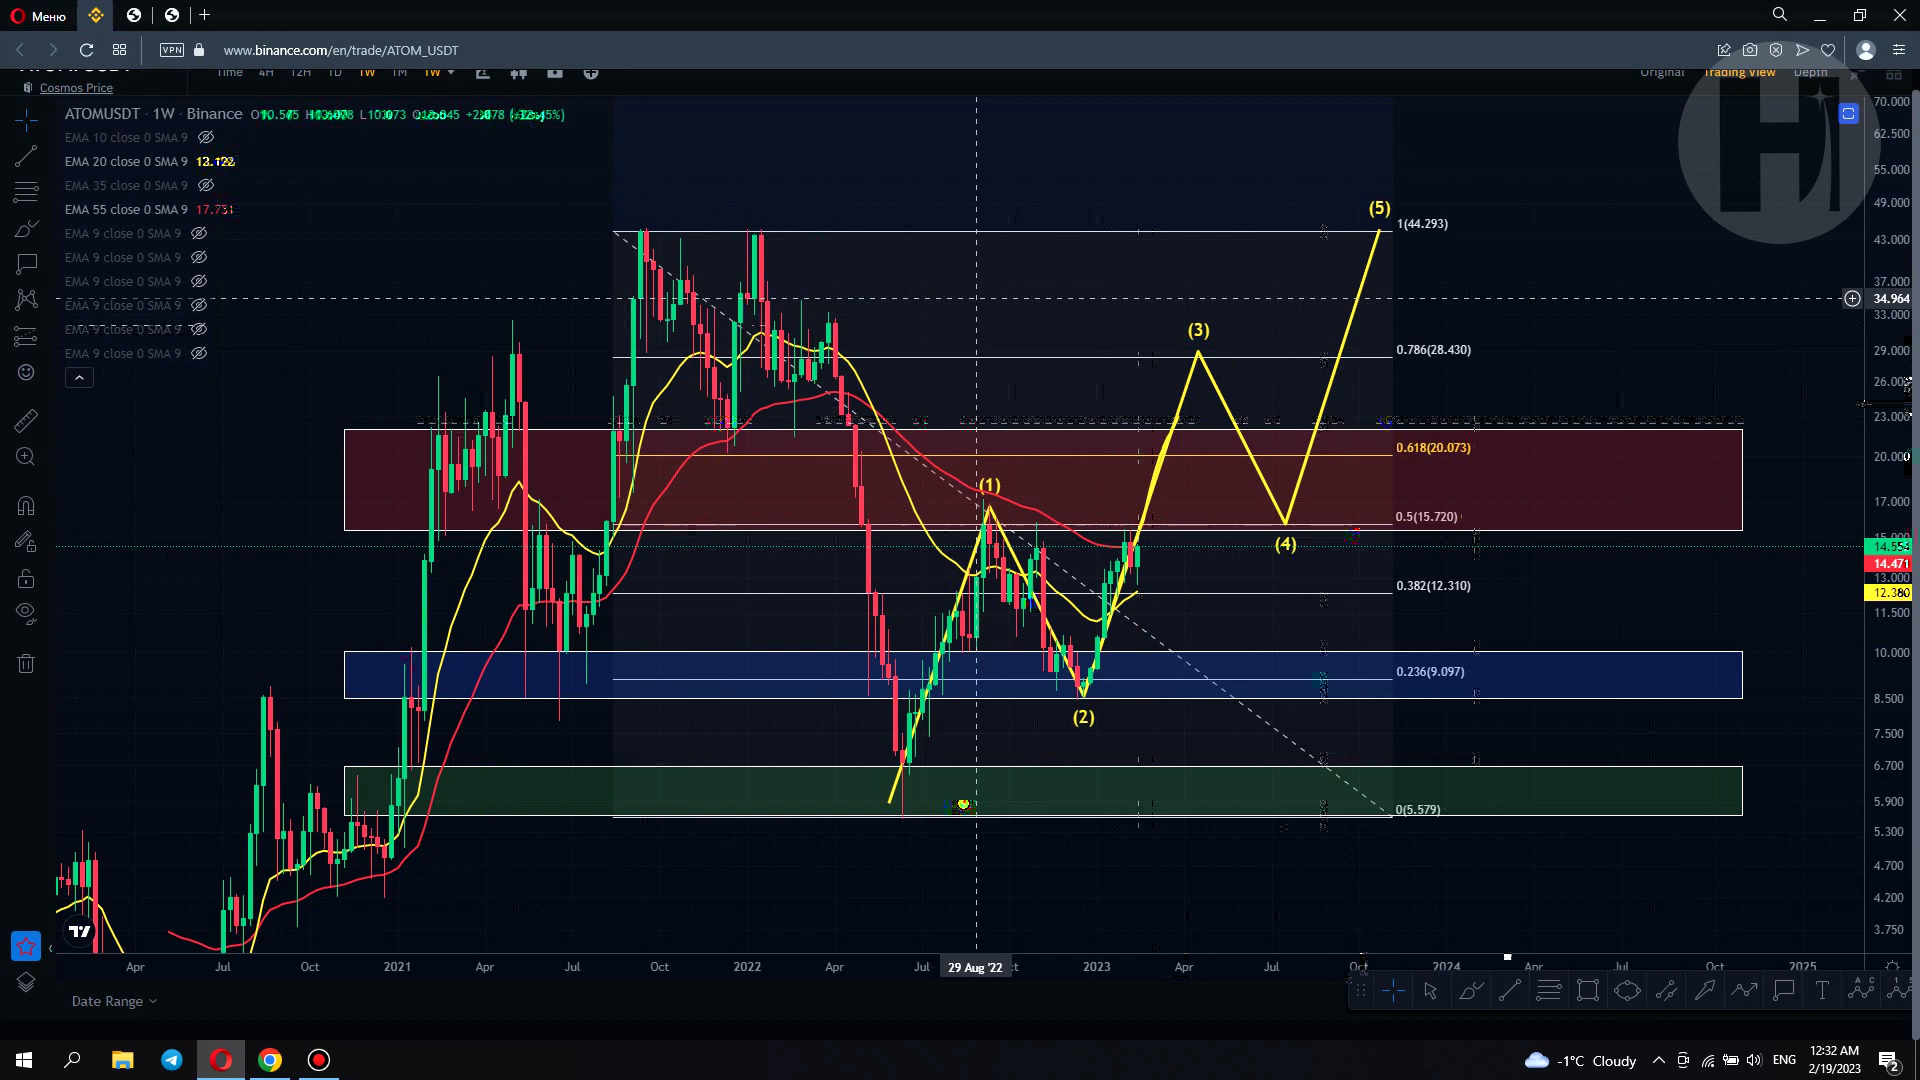 Меню
VPN
www.binance.com/en/trade/ATOM_USDT
Time 4H 12H 1D 1W 1M 1W
Original Trading View Depth
Cosmos Price
ATOMUSDT · 1W · Binance
EMA 10 close 0 SMA 9
EMA 20 close 0 SMA 9
EMA 35 close 0 SMA 9
EMA 55 close 0 SMA 9
EMA 9 close 0 SMA 9
EMA 9 close 0 SMA 9
EMA 9 close 0 SMA 9
EMA 9 close 0 SMA 9
EMA 9 close 0 SMA 9
EMA 9 close 0 SMA 9
(5)
1(44.293)
(3)
0.786(28.430)
0.618(20.073)
(1)
0.5(15.720)
(4)
0.382(12.310)
0.236(9.097)
(2)
0(5.579)
70.000
62.500
55.000
49.000
43.000
37.000
34.964
33.000
29.000
26.000
23.000
20.000
17.000
15.000
14.554
14.471
13.000
12.380
11.500
10.000
8.500
7.500
6.700
5.900
5.300
4.700
4.200
3.750
Apr Jul Oct 2021 Apr Jul Oct 2022 Apr Jul 29 Aug '22 2023 Apr Jul Oct 2024 Apr Jul Oct 2025
Date Range
-1°C Cloudy
ENG
12:32 AM
2/19/2023
2